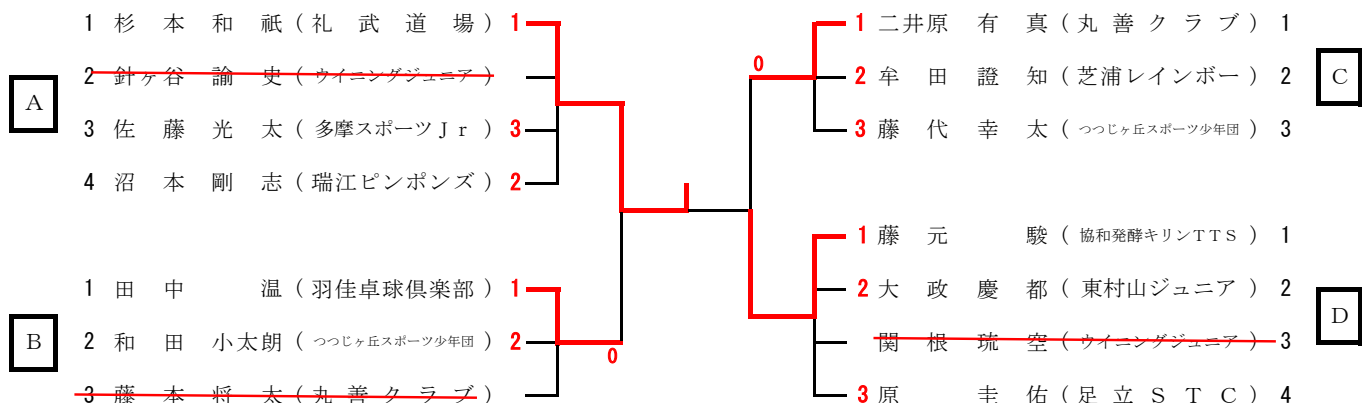 1 杉本和祇(礼武道場) 1
2 針ヶ谷諭史(ウイニングジュニア)
A
3 佐藤光太(多摩スポーツJr) 3
4 沼本剛志(瑞江ピンポンズ) 2
1 田中温(羽佳卓球倶楽部) 1
B
2 和田小太朗(つつじヶ丘スポーツ少年団) 2
0
3 藤本将太(丸善クラブ)
1 二井原有真(丸善クラブ) 1
0
2 牟田證知(芝浦レインボー) 2
C
3 藤代幸太(つつじヶ丘スポーツ少年団) 3
1 藤元駿(協和発酵キリンTTS) 1
2 大政慶都(東村山ジュニア) 2
D
関根琉空(ウイニングジュニア) 3
3 原圭佑(足立STC) 4